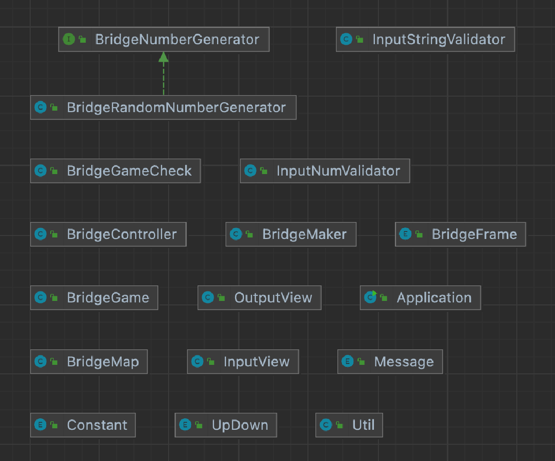 I BridgeNumberGenerator C InputStringValidator
C BridgeRandomNumberGenerator
C BridgeGameCheck C InputNumValidator
C BridgeController C BridgeMaker E BridgeFrame
C BridgeGame C OutputView C Application
C BridgeMap C InputView E Message
E Constant E UpDown C Util